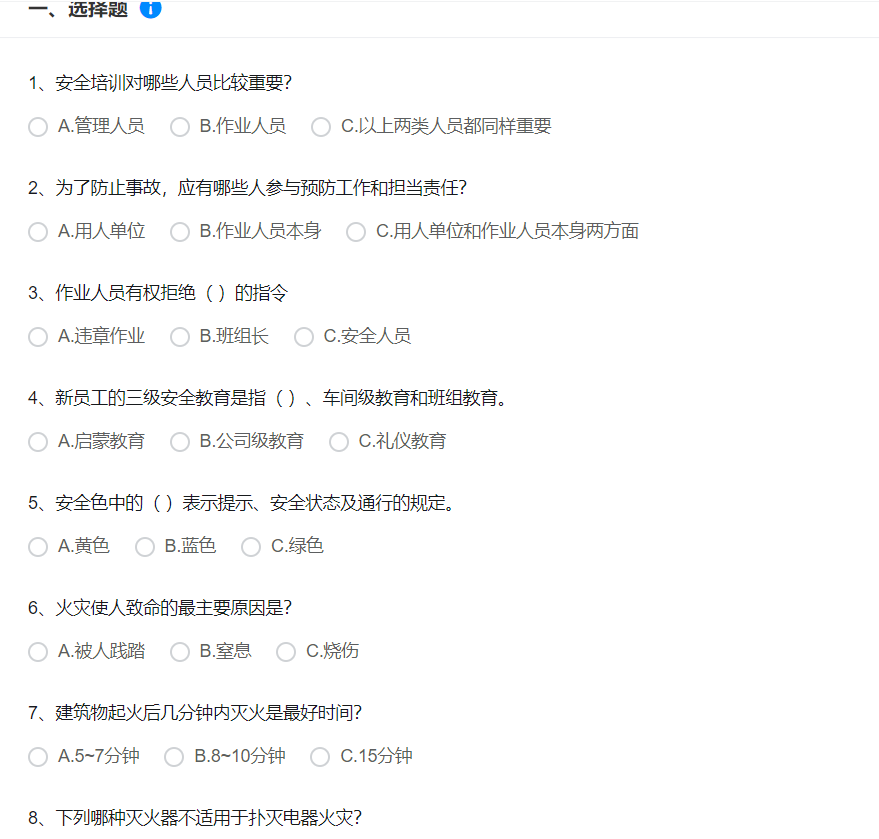 一、选择题
1、安全培训对哪些人员比较重要?
A.管理人员 B.作业人员 C.以上两类人员都同样重要
2、为了防止事故，应有哪些人参与预防工作和担当责任?
A.用人单位 B.作业人员本身 C.用人单位和作业人员本身两方面
3、作业人员有权拒绝（ ）的指令
A.违章作业 B.班组长 C.安全人员
4、新员工的三级安全教育是指（ ）、车间级教育和班组教育。
A.启蒙教育 B.公司级教育 C.礼仪教育
5、安全色中的（ ）表示提示、安全状态及通行的规定。
A.黄色 B.蓝色 C.绿色
6、火灾使人致命的最主要原因是?
A.被人践踏 B.窒息 C.烧伤
7、建筑物起火后几分钟内灭火是最好时间?
A.5~7分钟 B.8~10分钟 C.15分钟
8、下列哪种灭火器不适用于扑灭电器火灾?